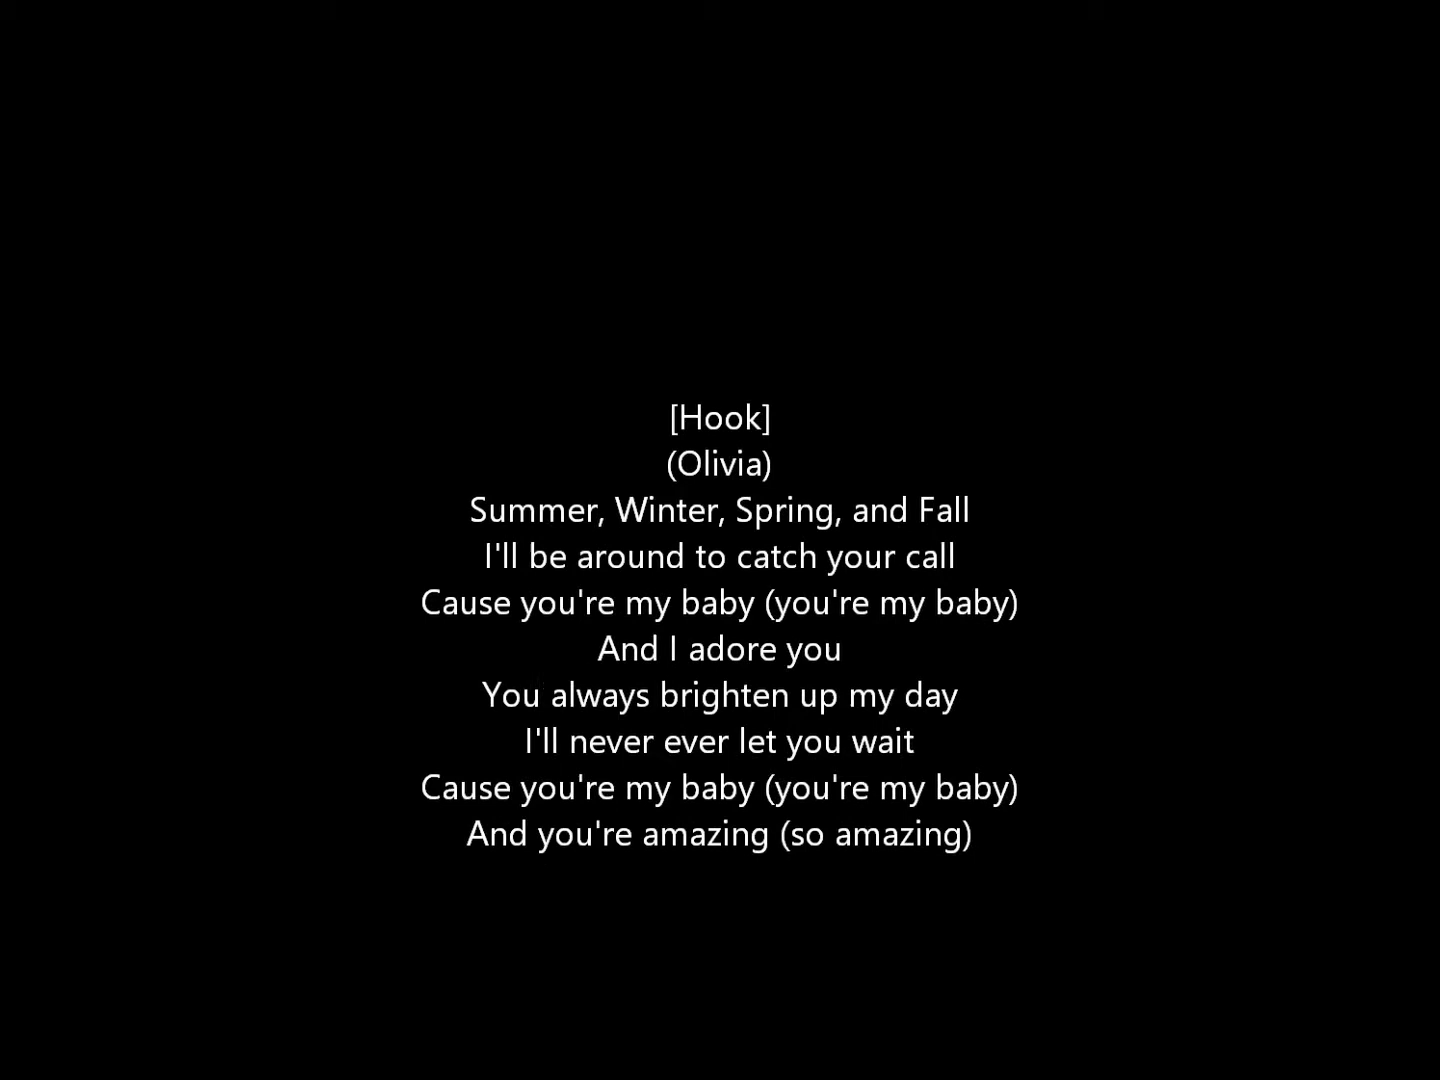 [Hook]
(Olivia)
Summer, Winter, Spring, and Fall
I'll be around to catch your call
Cause you're my baby (you're my baby)
And I adore you
You always brighten up my day
I'll never ever let you wait
Cause you're my baby (you're my baby)
And you're amazing (so amazing)